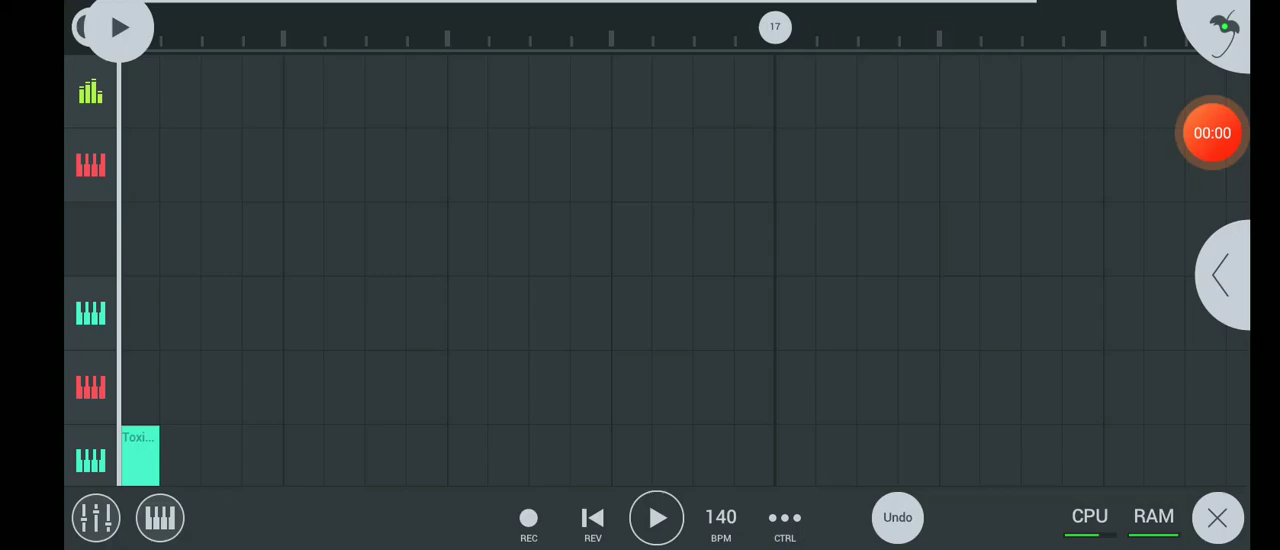 17
00:00
Toxi...
140
Undo
CPU
RAM
REC
REV
BPM
CTRL